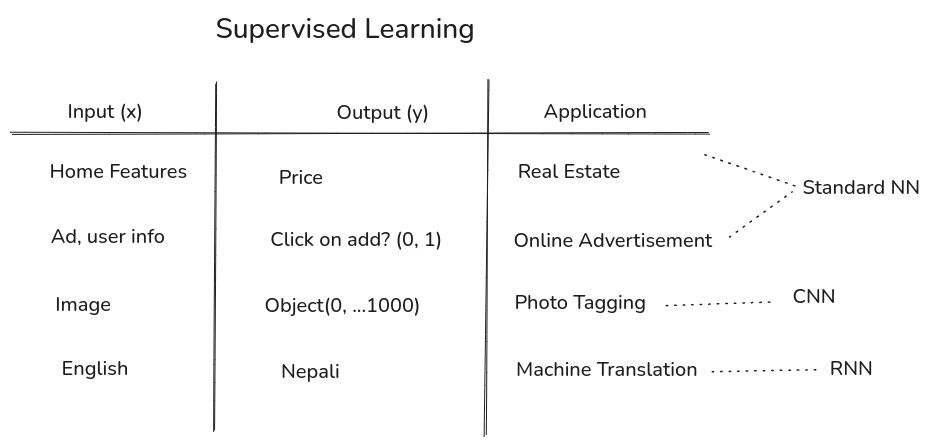 Supervised Learning
Input (x) Output (y) Application
Home Features Price Real Estate
Standard NN
Ad, user info Click on add? (0, 1) Online Advertisement
Image Object(0, ...1000) Photo Tagging CNN
English Nepali Machine Translation RNN